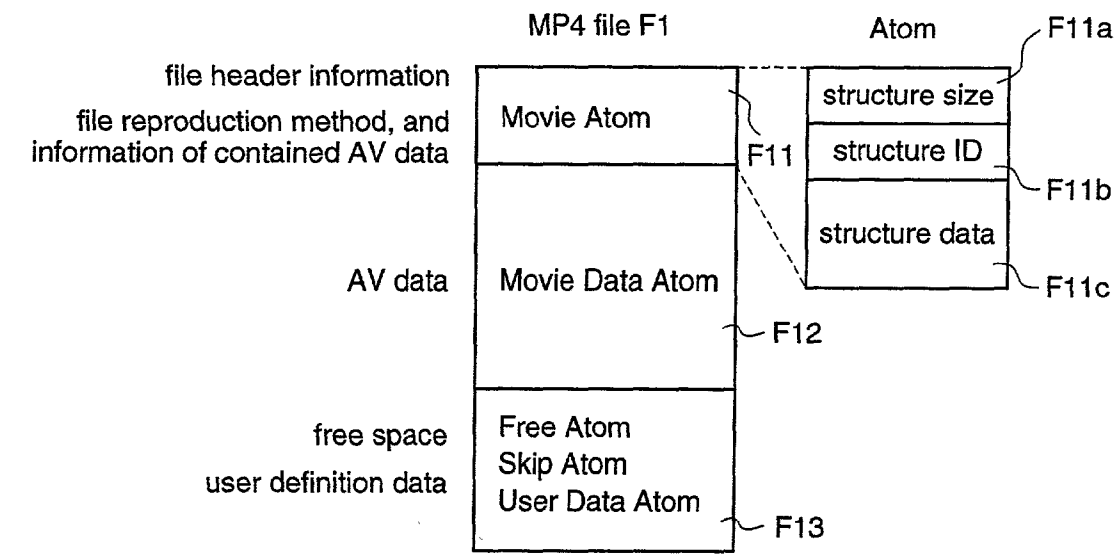 MP4 file F1
Atom
F11a
file header information
file reproduction method, and
information of contained AV data
Movie Atom
F11
structure size
structure ID
F11b
structure data
F11c
AV data
Movie Data Atom
F12
free space
user definition data
Free Atom
Skip Atom
User Data Atom
F13